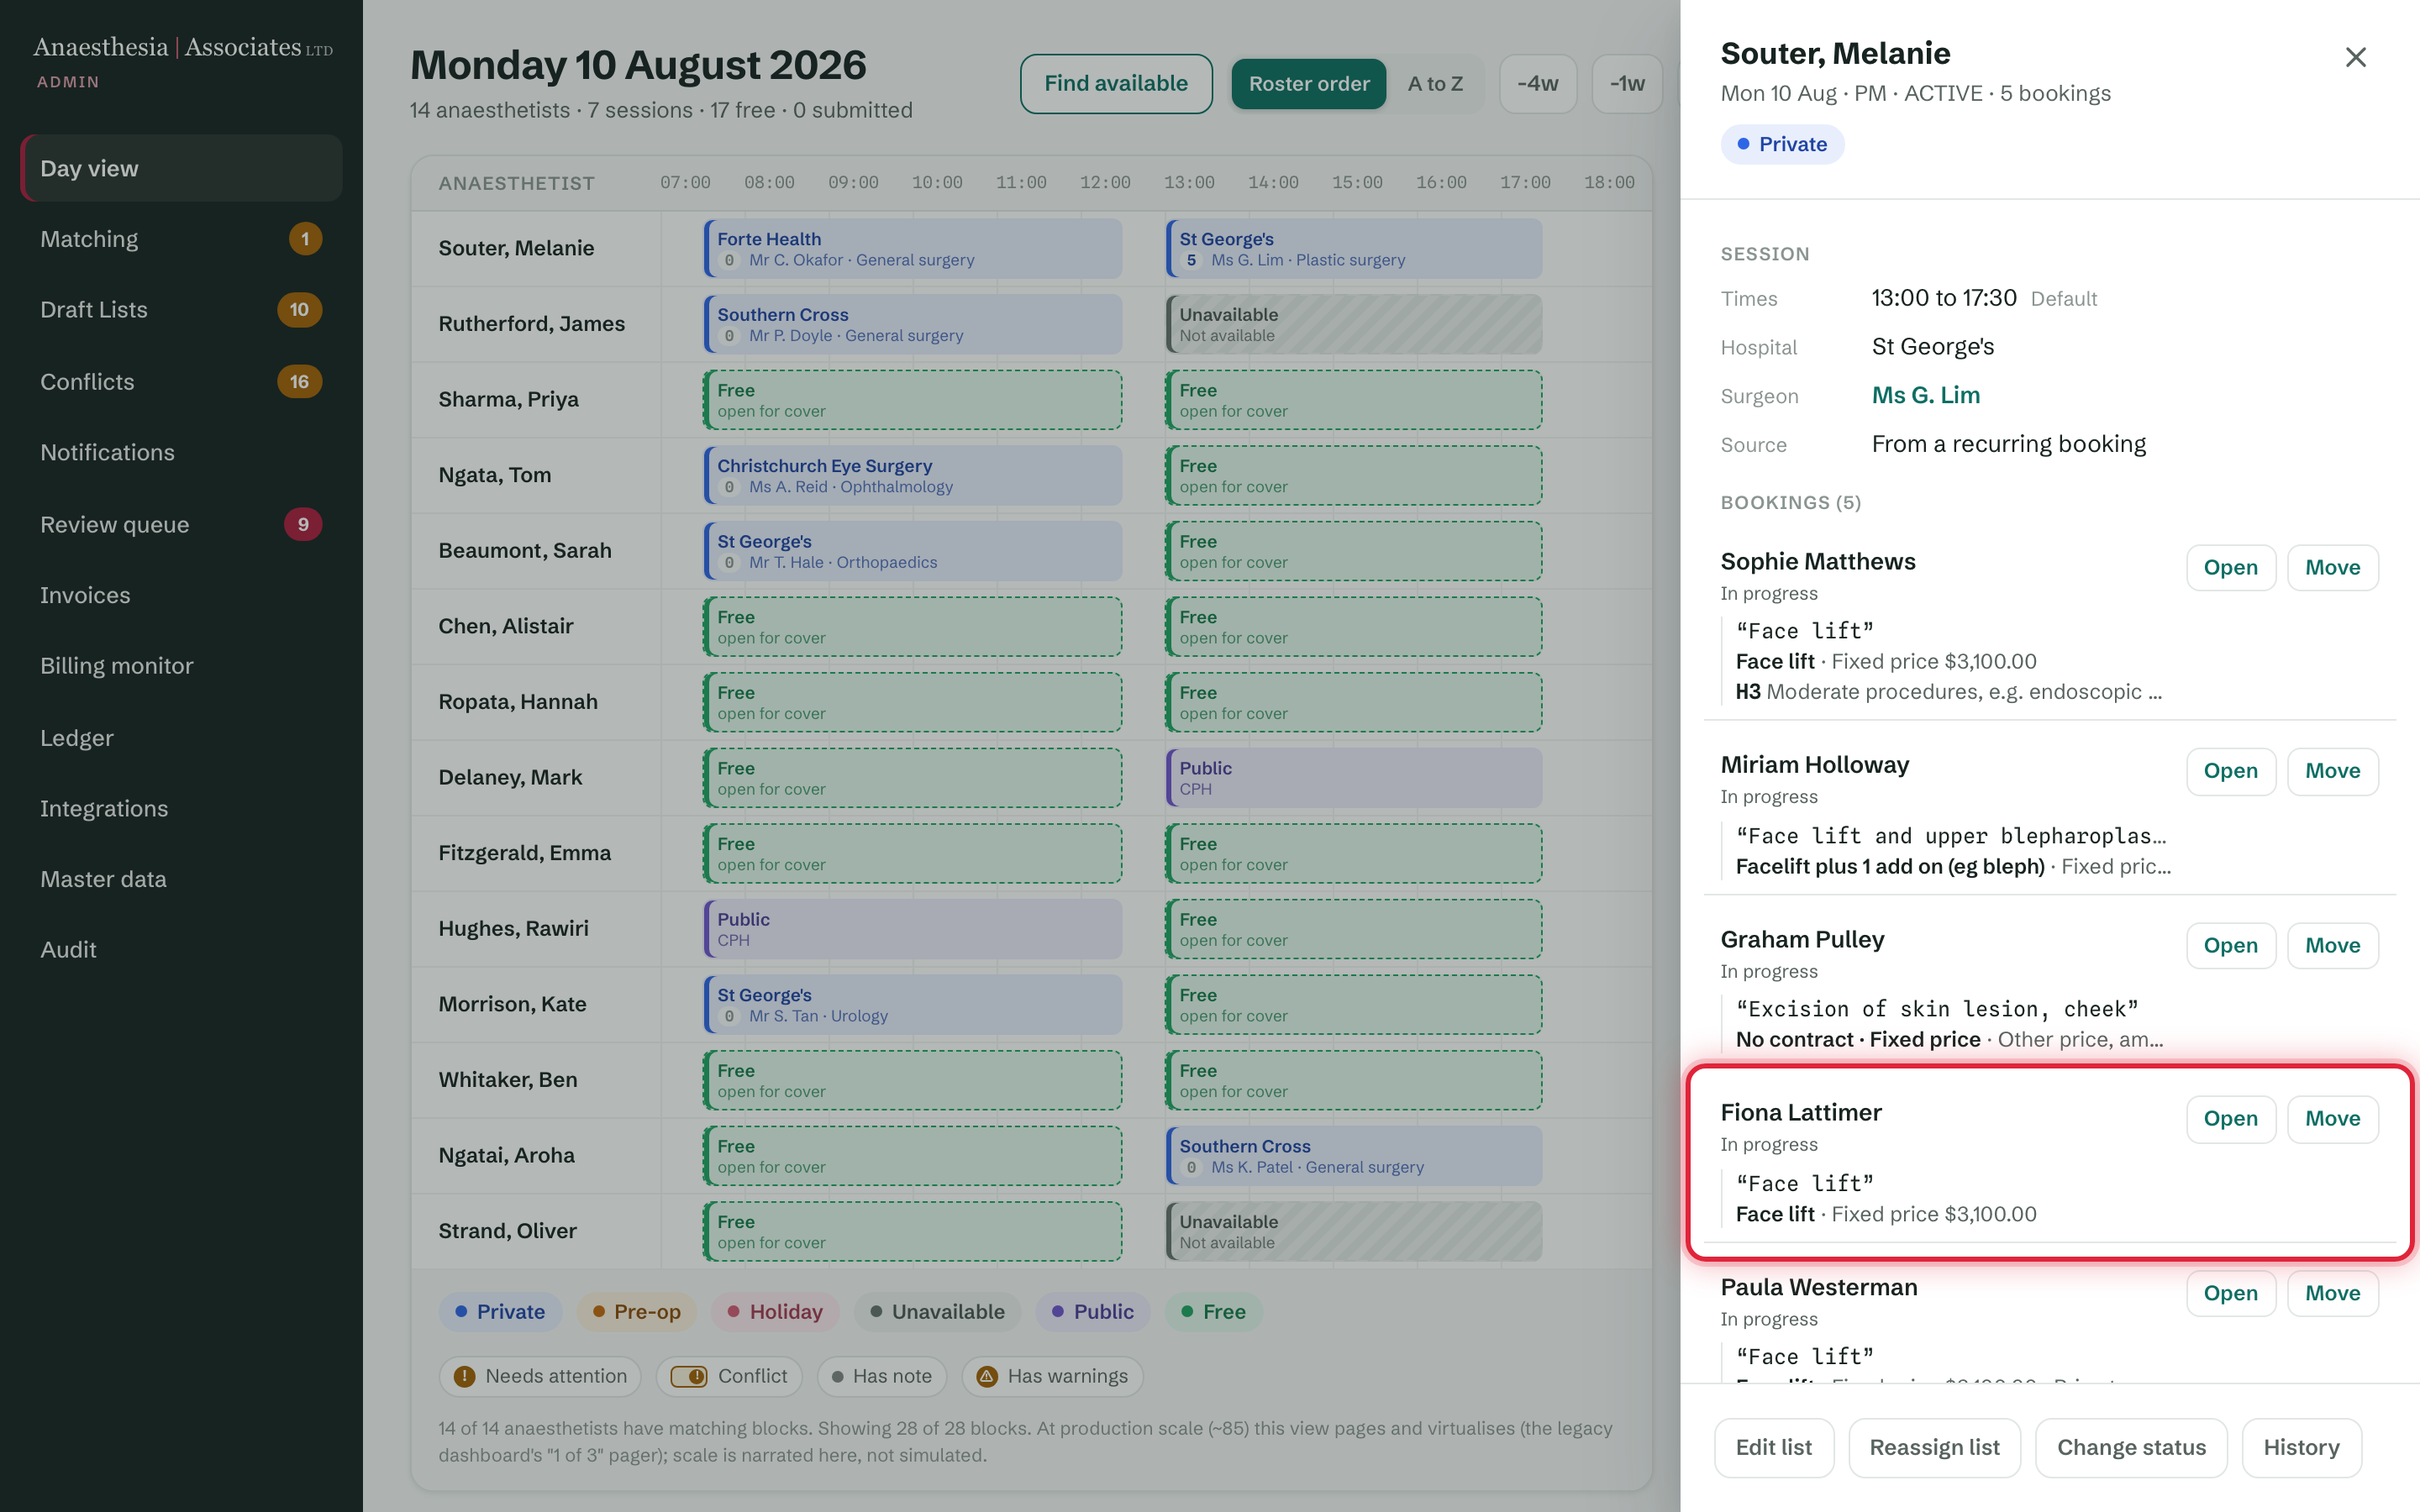 Anaesthesia | Associates LTD
ADMIN
Day view
Matching 1
Draft Lists 10
Conflicts 16
Notifications
Review queue 9
Invoices
Billing monitor
Ledger
Integrations
Master data
Audit
Monday 10 August 2026
14 anaesthetists · 7 sessions · 17 free · 0 submitted
Find available
Roster order
A to Z
-4w
-1w
ANAESTHETIST 07:00 08:00 09:00 10:00 11:00 12:00 13:00 14:00 15:00 16:00 17:00 18:00
Souter, Melanie
Forte Health
0 Mr C. Okafor · General surgery
St George's
5 Ms G. Lim · Plastic surgery
Rutherford, James
Southern Cross
0 Mr P. Doyle · General surgery
Unavailable
Not available
Sharma, Priya
Free
open for cover
Free
open for cover
Ngata, Tom
Christchurch Eye Surgery
0 Ms A. Reid · Ophthalmology
Free
open for cover
Beaumont, Sarah
St George's
0 Mr T. Hale · Orthopaedics
Free
open for cover
Chen, Alistair
Free
open for cover
Free
open for cover
Ropata, Hannah
Free
open for cover
Free
open for cover
Delaney, Mark
Free
open for cover
Public
CPH
Fitzgerald, Emma
Free
open for cover
Free
open for cover
Hughes, Rawiri
Public
CPH
Free
open for cover
Morrison, Kate
St George's
0 Mr S. Tan · Urology
Free
open for cover
Whitaker, Ben
Free
open for cover
Free
open for cover
Ngatai, Aroha
Free
open for cover
Southern Cross
0 Ms K. Patel · General surgery
Strand, Oliver
Free
open for cover
Unavailable
Not available
Private
Pre-op
Holiday
Unavailable
Public
Free
Needs attention
Conflict
Has note
Has warnings
14 of 14 anaesthetists have matching blocks. Showing 28 of 28 blocks. At production scale (~85) this view pages and virtualises (the legacy
dashboard's "1 of 3" pager); scale is narrated here, not simulated.
Souter, Melanie
Mon 10 Aug · PM · ACTIVE · 5 bookings
Private
SESSION
Times 13:00 to 17:30 Default
Hospital St George's
Surgeon Ms G. Lim
Source From a recurring booking
BOOKINGS (5)
Sophie Matthews
Open
Move
In progress
“Face lift”
Face lift · Fixed price $3,100.00
H3 Moderate procedures, e.g. endoscopic ...
Miriam Holloway
Open
Move
In progress
“Face lift and upper blepharoplas…
Facelift plus 1 add on (eg bleph) · Fixed pric...
Graham Pulley
Open
Move
In progress
“Excision of skin lesion, cheek”
No contract · Fixed price · Other price, am...
Fiona Lattimer
Open
Move
In progress
“Face lift”
Face lift · Fixed price $3,100.00
Paula Westerman
Open
Move
In progress
“Face lift”
Edit list
Reassign list
Change status
History